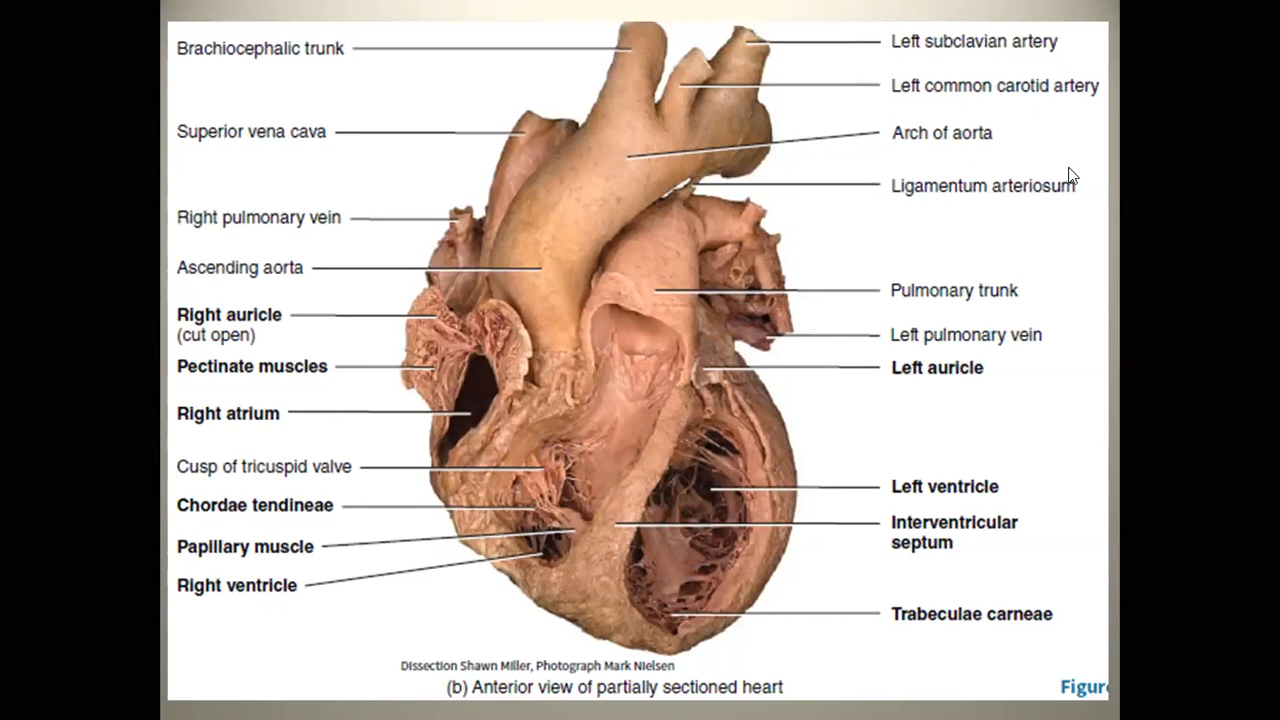 Brachiocephalic trunk
Superior vena cava
Right pulmonary vein
Ascending aorta
Right auricle
(cut open)
Pectinate muscles
Right atrium
Cusp of tricuspid valve
Chordae tendineae
Papillary muscle
Right ventricle
Left subclavian artery
Left common carotid artery
Arch of aorta
Ligamentum arteriosum
Pulmonary trunk
Left pulmonary vein
Left auricle
Left ventricle
Interventricular
septum
Trabeculae carneae
Dissection Shawn Miller, Photograph Mark Nielsen
(b) Anterior view of partially sectioned heart